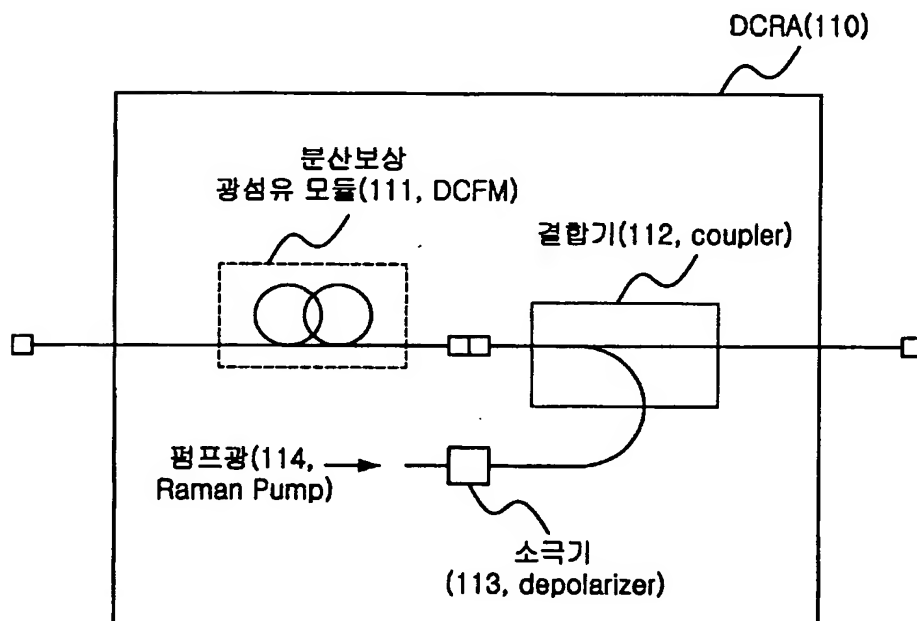 DCRA(110)
분산보상
광섬유 모듈(111, DCFM)
결합기(112, coupler)
펌프광(114,
Raman Pump)
소극기
(113, depolarizer)